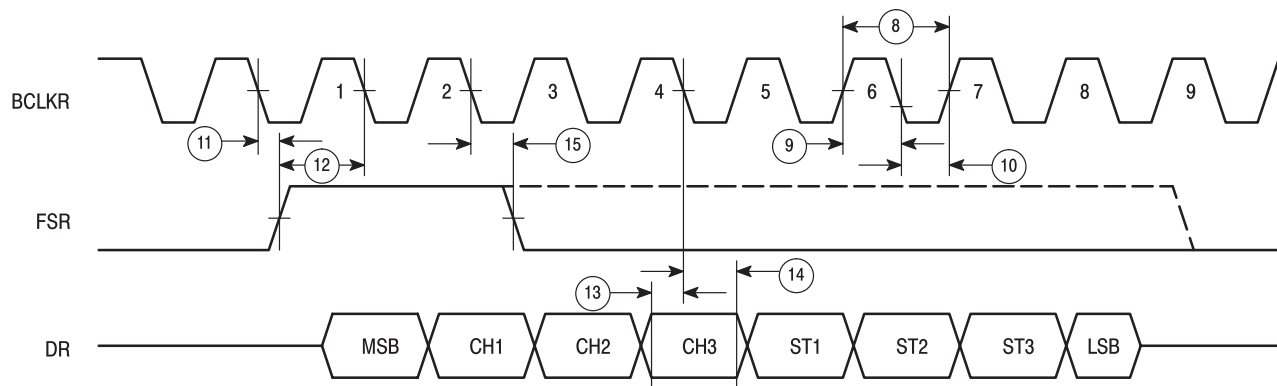 8
BCLKR 1 2 3 4 5 6 7 8 9
11 12 15 9 10
FSR
13 14
DR MSB CH1 CH2 CH3 ST1 ST2 ST3 LSB